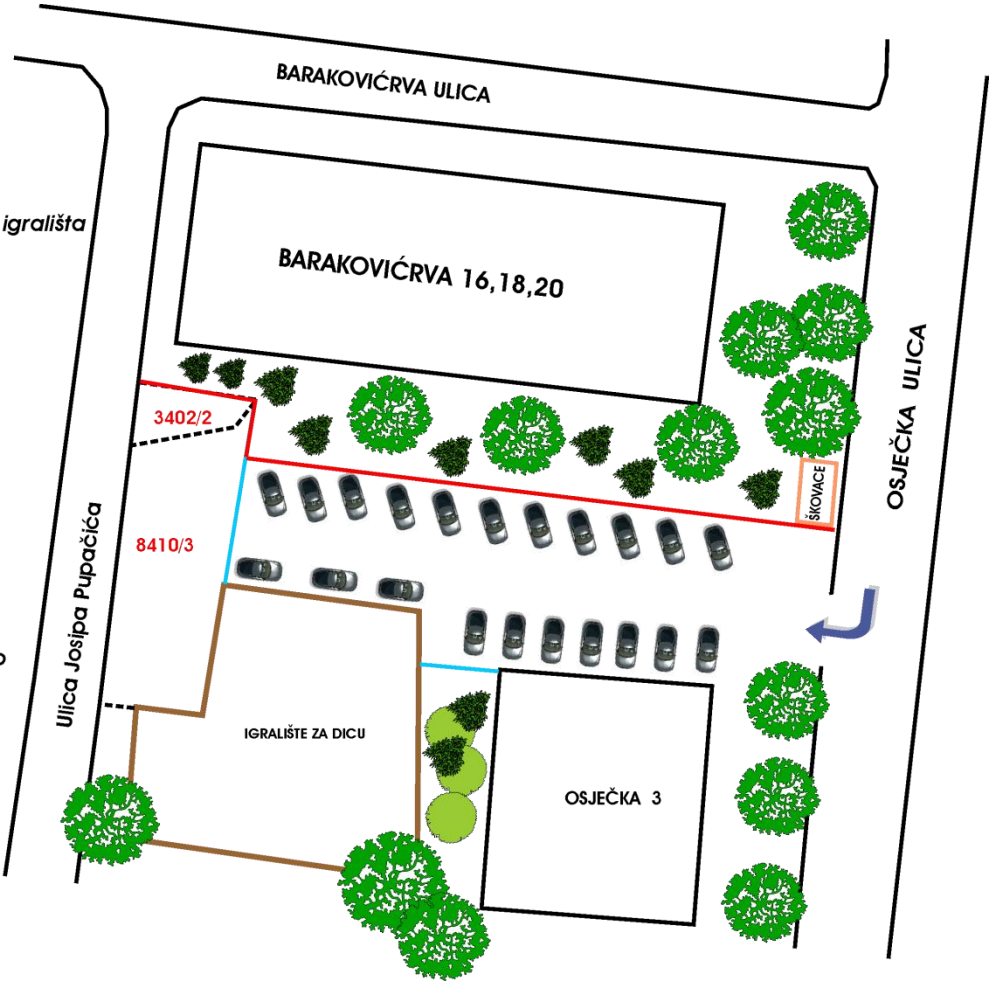 BARAKOVIĆRVA ULICA
igrališta
BARAKOVIĆRVA 16,18,20
OSJEČKA ULICA
3402/2
ŠKOVACE
8410/3
Ulica Josipa Pupačića
IGRALIŠTE ZA DICU
OSJEČKA 3